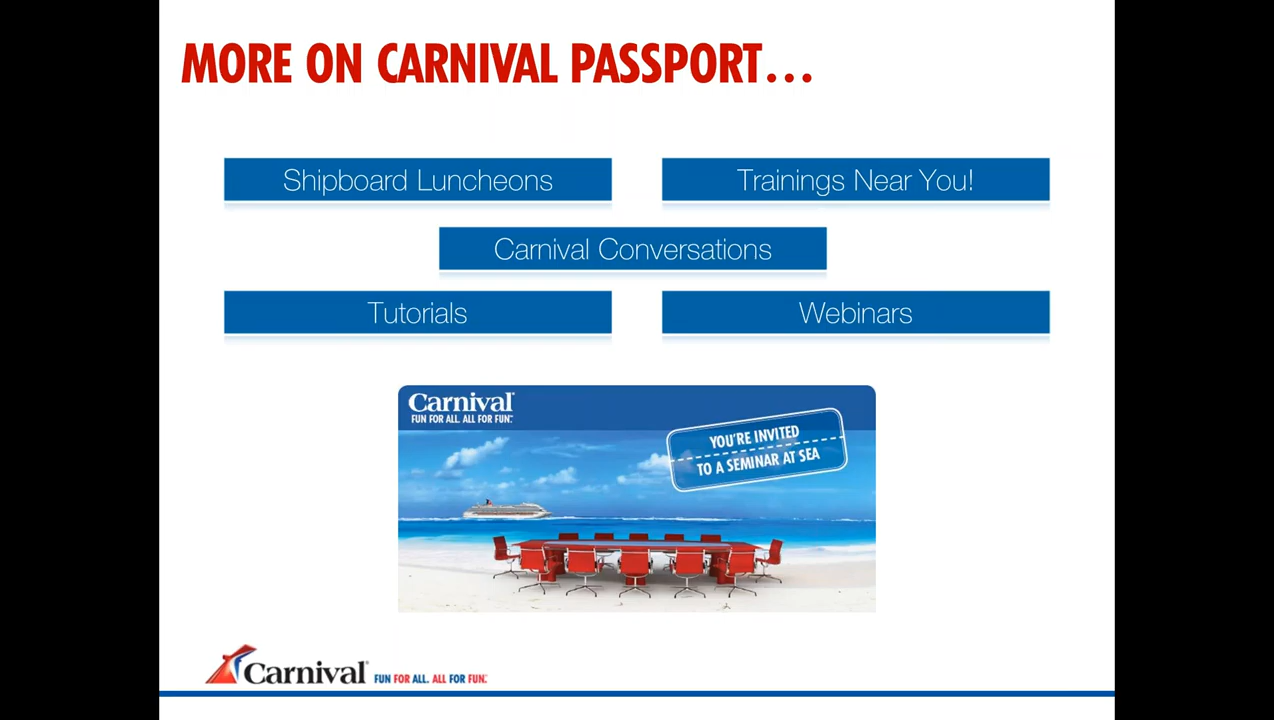 MORE ON CARNIVAL PASSPORT...
Shipboard Luncheons
Trainings Near You!
Carnival Conversations
Tutorials
Webinars
Carnival
FUN FOR ALL. ALL FOR FUN.
YOU'RE INVITED
TO A SEMINAR AT SEA
Carnival FUN FOR ALL. ALL FOR FUN.